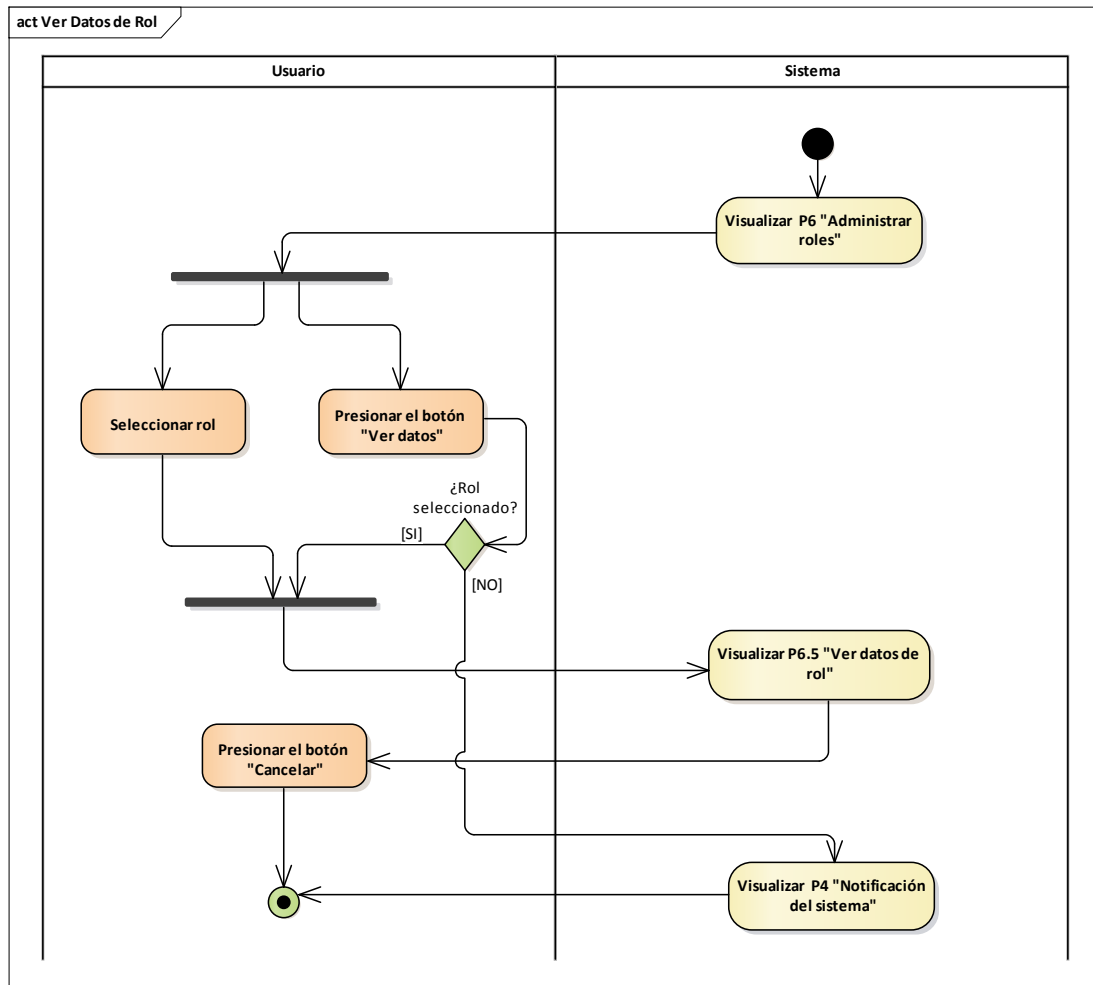 act Ver Datos de Rol
Usuario
Sistema
Visualizar P6 "Administrar
roles"
Seleccionar rol
Presionar el botón
"Ver datos"
¿Rol
seleccionado?
[SI]
[NO]
Visualizar P6.5 "Ver datos de
rol"
Presionar el botón
"Cancelar"
Visualizar P4 "Notificación
del sistema"